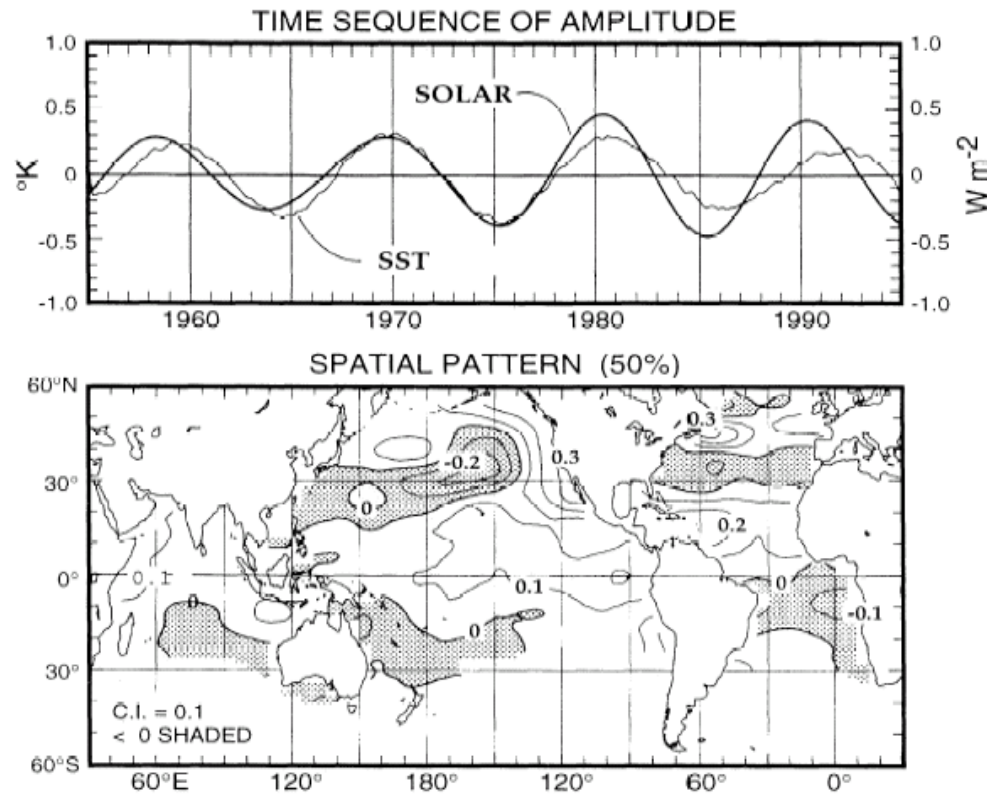 TIME SEQUENCE OF AMPLITUDE
1.0 1.0
0.5 SOLAR 0.5
°K 0 0 W m-2
-0.5 SST -0.5
-1.0 -1.0
1960 1970 1980 1990
SPATIAL PATTERN (50%)
60°N
0.3
-0.2 0.3
30° 0 0.2
0° 0.1 0.1 0
0 0 -0.1
30°
C.I. = 0.1
< 0 SHADED
60°S
60°E 120° 180° 120° 60° 0°